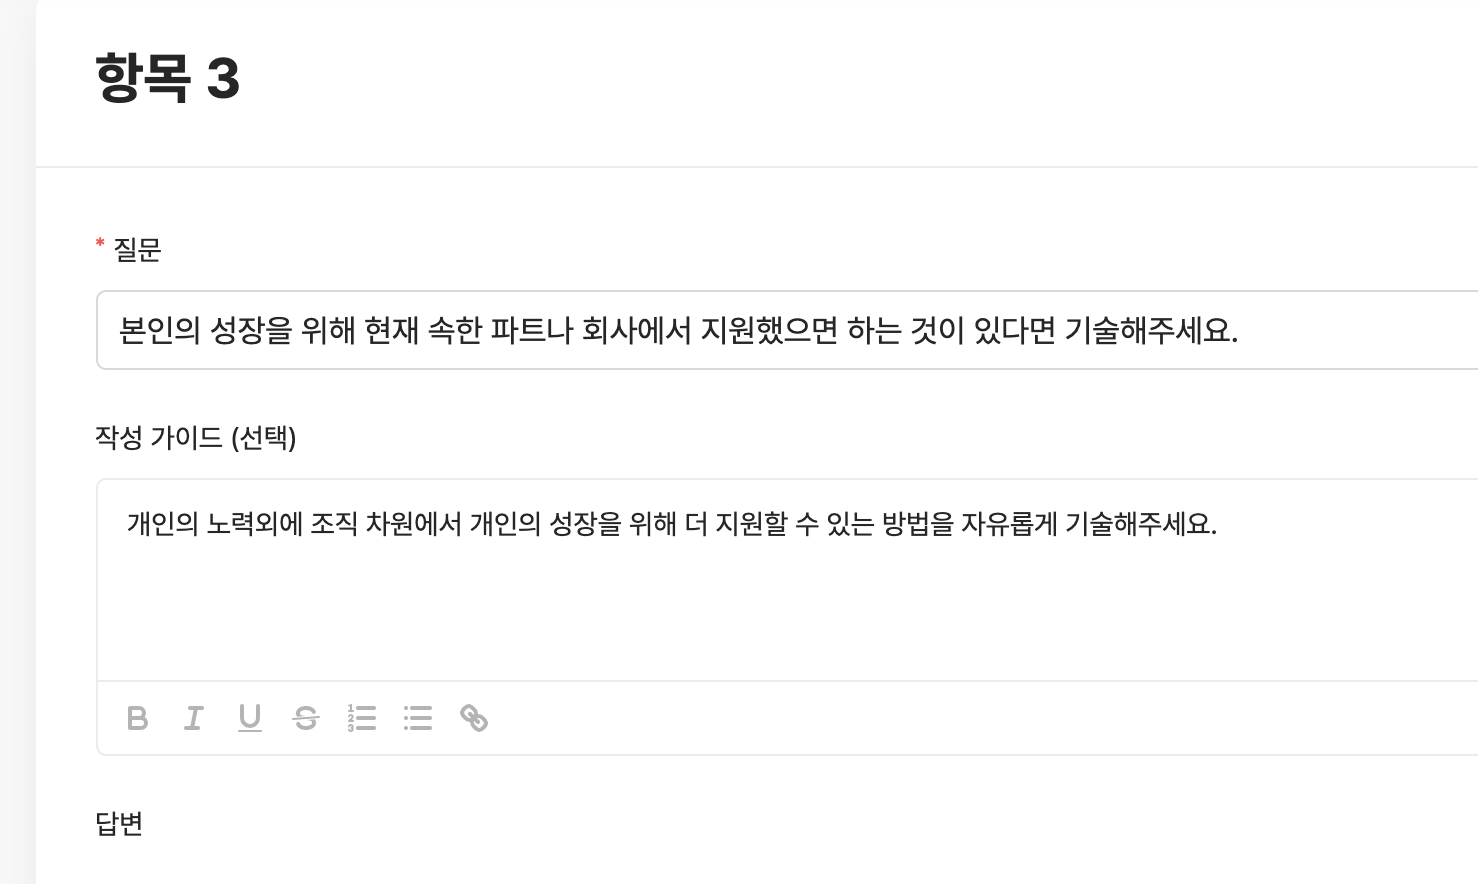 항목 3
* 질문
본인의 성장을 위해 현재 속한 파트나 회사에서 지원했으면 하는 것이 있다면 기술해주세요.
작성 가이드 (선택)
개인의 노력외에 조직 차원에서 개인의 성장을 위해 더 지원할 수 있는 방법을 자유롭게 기술해주세요.
답변